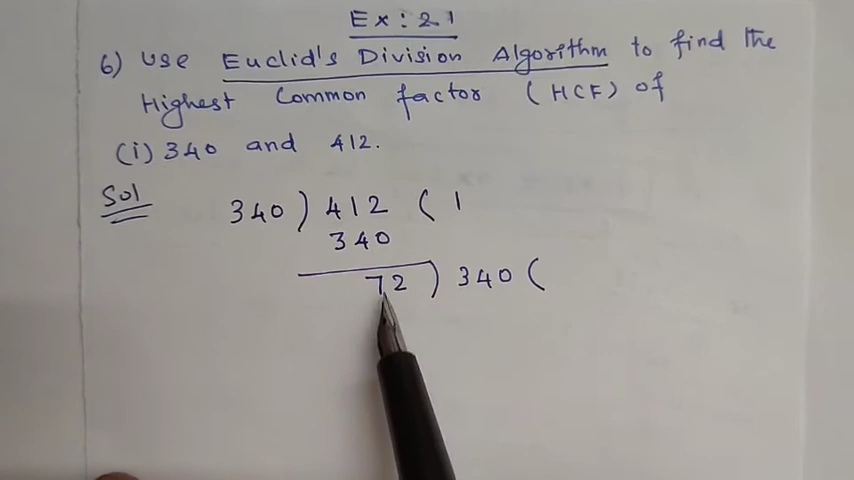 Ex: 2.1
6) Use Euclid's Division Algorithm to find the
Highest Common factor (HCF) of
(i) 340 and 412.
Sol
340 ) 412 ( 1
340
72 ) 340 (